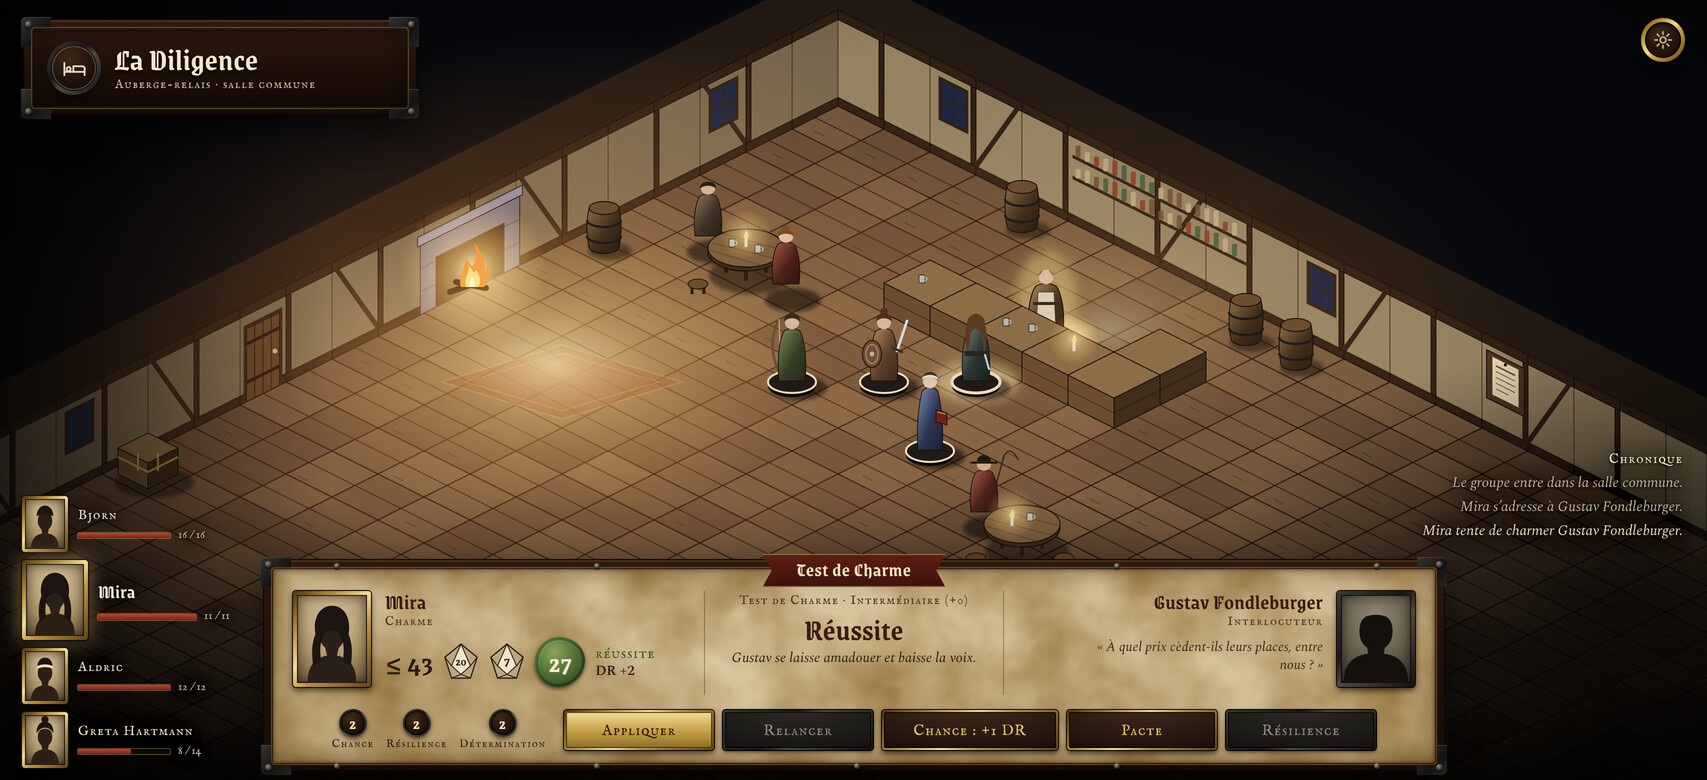 La Diligence
Auberge-relais · salle commune
Chronique
Le groupe entre dans la salle commune.
Mira s'adresse à Gustav Fondleburger.
Mira tente de charmer Gustav Fondleburger.
Bjorn
16/16
Mira
11/11
Aldric
12/12
Greta Hartmann
8/14
Test de Charme
Mira
Charme
≤ 43
20
7
27
Réussite
DR +2
Test de Charme · Intermédiaire (+0)
Réussite
Gustav se laisse amadouer et baisse la voix.
Gustav Fondleburger
Interlocuteur
« À quel prix cèdent-ils leurs places, entre
nous ? »
2
Chance
2
Résilience
2
Détermination
Appliquer
Relancer
Chance : +1 DR
Pacte
Résilience